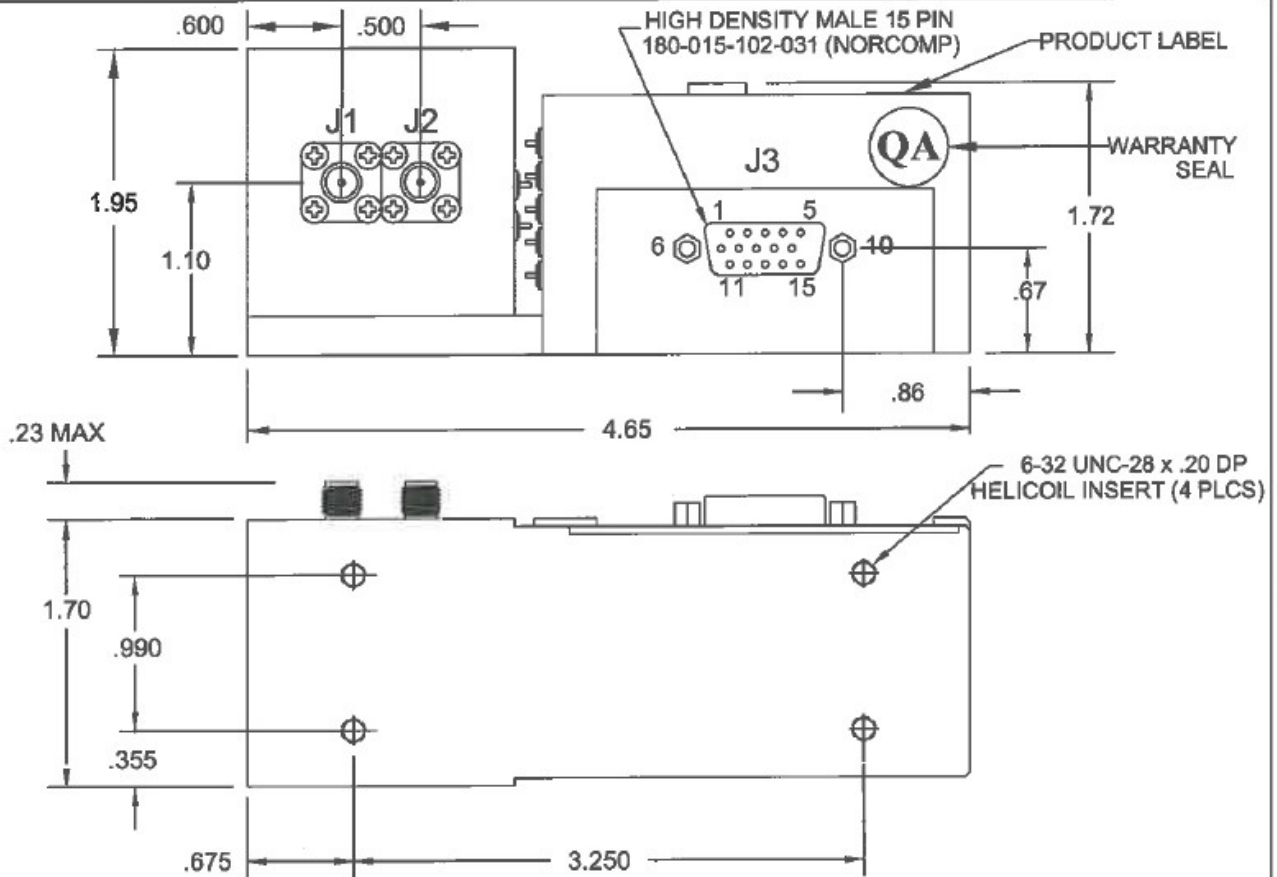 .600
.500
HIGH DENSITY MALE 15 PIN
180-015-102-031 (NORCOMP)
PRODUCT LABEL
J1 J2
QA
WARRANTY
SEAL
J3
1.95
1.72
1 5
6 10
1.10
.67
11 15
.86
4.65
.23 MAX
6-32 UNC-28 x .20 DP
HELICOIL INSERT (4 PLCS)
1.70
.990
.355
.675
3.250